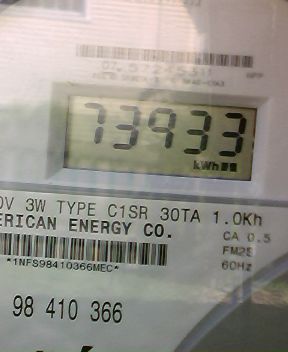 73933
kWh
0V 3W TYPE C1SR 30TA 1.0Kh
ERICAN ENERGY CO.
CA 0.5
FM2S
60Hz
*1NFS98410366MEC*
98 410 366